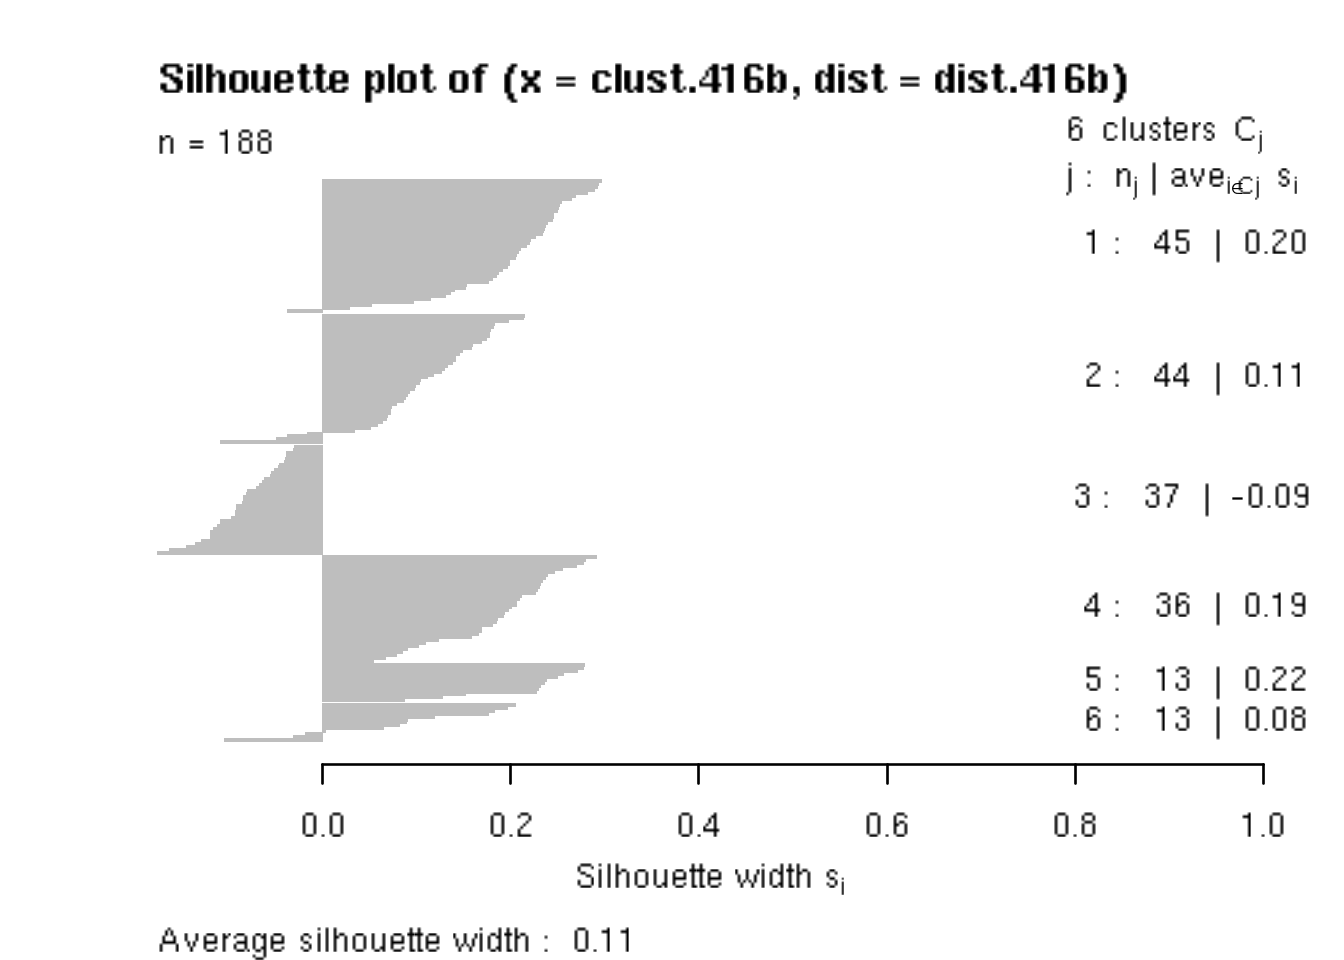 Silhouette plot of (x = clust.416b, dist = dist.416b)
n = 188
6 clusters Cj
j : nj | avei∈Cj si
1 : 45 | 0.20
2 : 44 | 0.11
3 : 37 | -0.09
4 : 36 | 0.19
5 : 13 | 0.22
6 : 13 | 0.08
0.0 0.2 0.4 0.6 0.8 1.0
Silhouette width si
Average silhouette width : 0.11